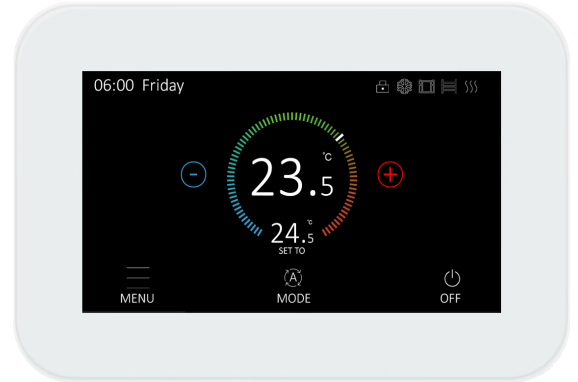 06:00 Friday
23.5 °C
- +
24.5 °C
SET TO
A
MENU MODE OFF